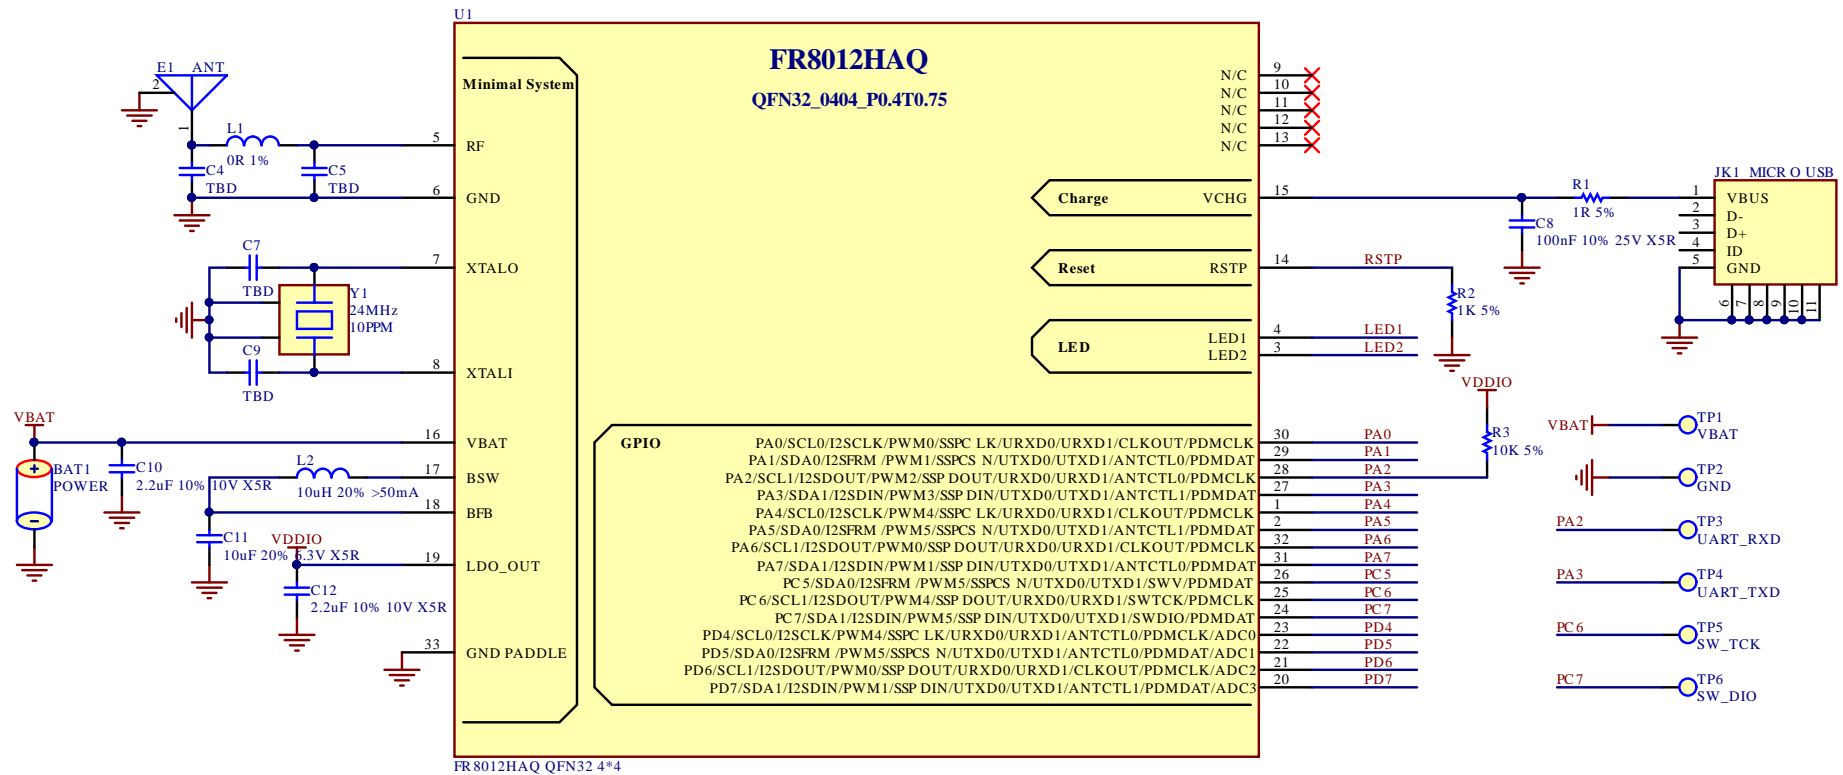 U1
FR8012HAQ
QFN32_0404_P0.4T0.75
Minimal System
E1 ANT
2
1
L1
0R 1%
C4
TBD
C5
TBD
5 RF
6 GND
C7
TBD
Y1
24MHz
10PPM
C9
TBD
7 XTALO
8 XTALI
VBAT
BAT1
POWER
C10
2.2uF 10% 10V X5R
L2
10uH 20% >50mA
C11
10uF 20% 6.3V X5R
VDDIO
C12
2.2uF 10% 10V X5R
16 VBAT
17 BSW
18 BFB
19 LDO_OUT
33 GND PADDLE
N/C 9
N/C 10
N/C 11
N/C 12
N/C 13
Charge VCHG 15
Reset RSTP 14 RSTP
LED LED1 4 LED1
LED2 3 LED2
R2
1K 5%
C8
100nF 10% 25V X5R
R1
1R 5%
JK1 MICRO USB
1 VBUS
2 D-
3 D+
4 ID
5 GND
6 7 8 9 10 11
VDDIO
R3
10K 5%
GPIO
PA0/SCL0/I2SCLK/PWM0/SSPCLK/URXD0/URXD1/CLKOUT/PDMCLK 30 PA0
PA1/SDA0/I2SFRM/PWM1/SSPCSN/UTXD0/UTXD1/ANTCTL0/PDMDAT 29 PA1
PA2/SCL1/I2SDOUT/PWM2/SSPDOUT/URXD0/URXD1/ANTCTL0/PDMCLK 28 PA2
PA3/SDA1/I2SDIN/PWM3/SSPDIN/UTXD0/UTXD1/ANTCTL1/PDMDAT 27 PA3
PA4/SCL0/I2SCLK/PWM4/SSPCLK/URXD0/URXD1/CLKOUT/PDMCLK 1 PA4
PA5/SDA0/I2SFRM/PWM5/SSPCSN/UTXD0/UTXD1/ANTCTL1/PDMDAT 2 PA5
PA6/SCL1/I2SDOUT/PWM0/SSPDOUT/URXD0/URXD1/CLKOUT/PDMCLK 32 PA6
PA7/SDA1/I2SDIN/PWM1/SSPDIN/UTXD0/UTXD1/ANTCTL0/PDMDAT 31 PA7
PC5/SDA0/I2SFRM/PWM5/SSPCSN/UTXD0/UTXD1/SWV/PDMDAT 26 PC5
PC6/SCL1/I2SDOUT/PWM4/SSPDOUT/URXD0/URXD1/SWTCK/PDMCLK 25 PC6
PC7/SDA1/I2SDIN/PWM5/SSPDIN/UTXD0/UTXD1/SWDIO/PDMDAT 24 PC7
PD4/SCL0/I2SCLK/PWM4/SSPCLK/URXD0/URXD1/ANTCTL0/PDMCLK/ADC0 23 PD4
PD5/SDA0/I2SFRM/PWM5/SSPCSN/UTXD0/UTXD1/ANTCTL0/PDMDAT/ADC1 22 PD5
PD6/SCL1/I2SDOUT/PWM0/SSPDOUT/URXD0/URXD1/CLKOUT/PDMCLK/ADC2 21 PD6
PD7/SDA1/I2SDIN/PWM1/SSPDIN/UTXD0/UTXD1/ANTCTL1/PDMDAT/ADC3 20 PD7
VBAT TP1
VBAT
TP2
GND
PA2 TP3
UART_RXD
PA3 TP4
UART_TXD
PC6 TP5
SW_TCK
PC7 TP6
SW_DIO
FR8012HAQ QFN32 4*4